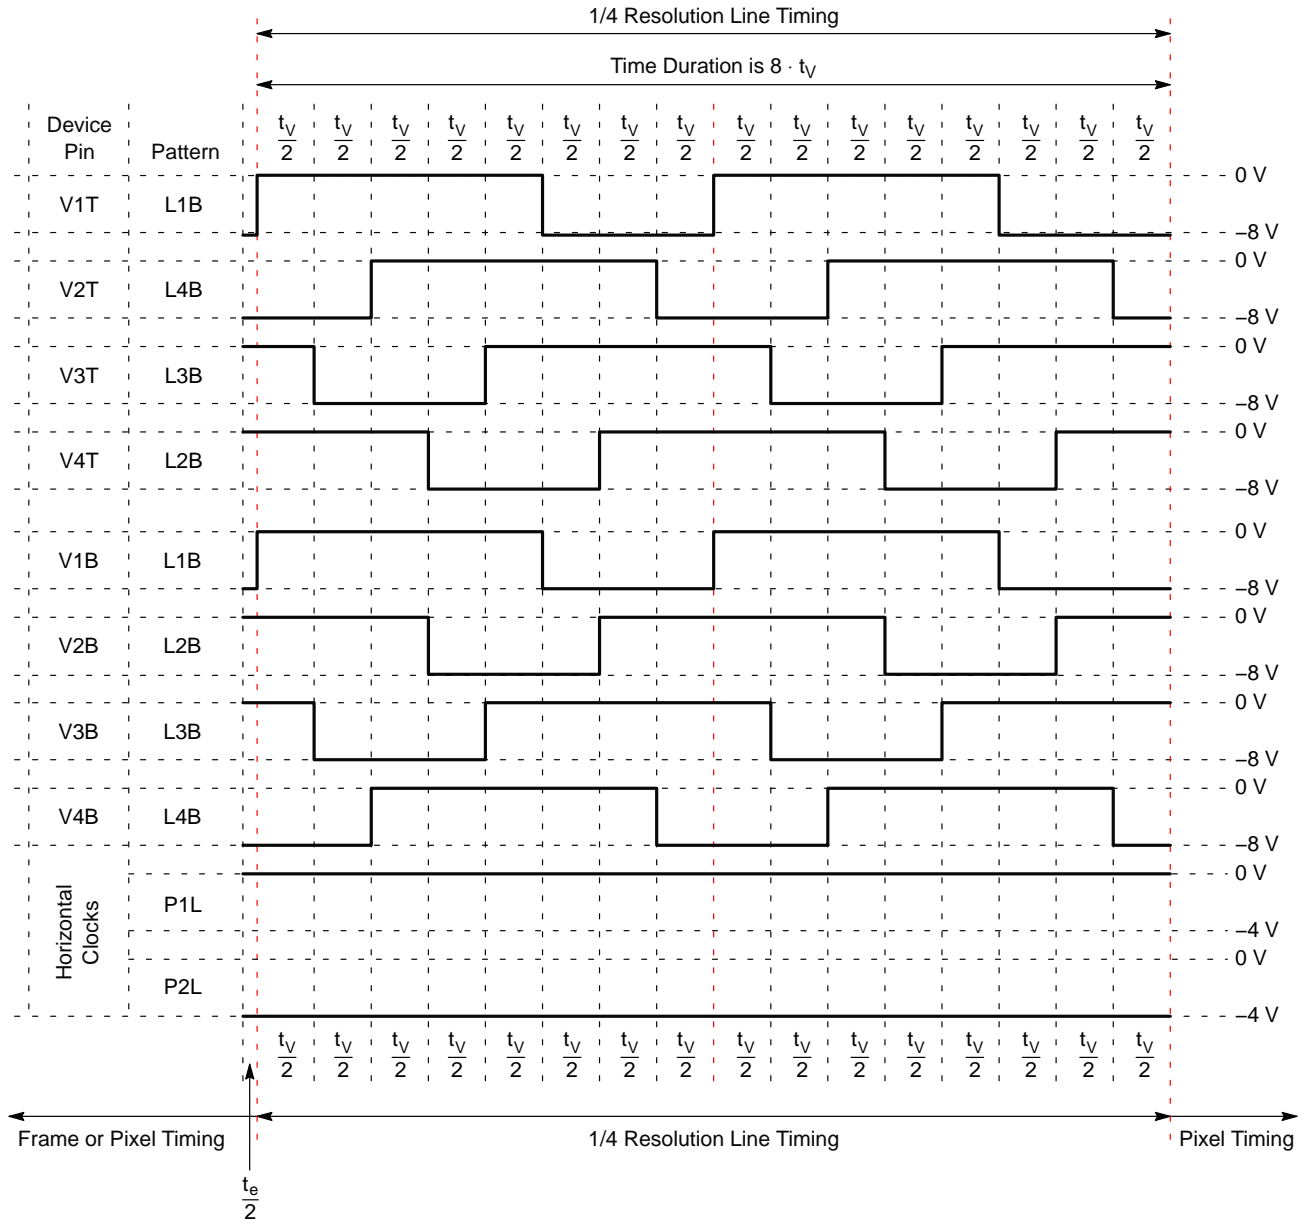 1/4 Resolution Line Timing
Time Duration is 8 · tV
Device Pin
Pattern
tV/2 tV/2 tV/2 tV/2 tV/2 tV/2 tV/2 tV/2 tV/2 tV/2 tV/2 tV/2 tV/2 tV/2 tV/2 tV/2
V1T L1B 0 V –8 V
V2T L4B 0 V –8 V
V3T L3B 0 V –8 V
V4T L2B 0 V –8 V
V1B L1B 0 V –8 V
V2B L2B 0 V –8 V
V3B L3B 0 V –8 V
V4B L4B 0 V –8 V
Horizontal Clocks
P1L 0 V –4 V
P2L 0 V –4 V
tV/2 tV/2 tV/2 tV/2 tV/2 tV/2 tV/2 tV/2 tV/2 tV/2 tV/2 tV/2 tV/2 tV/2 tV/2 tV/2
Frame or Pixel Timing 1/4 Resolution Line Timing Pixel Timing
te/2